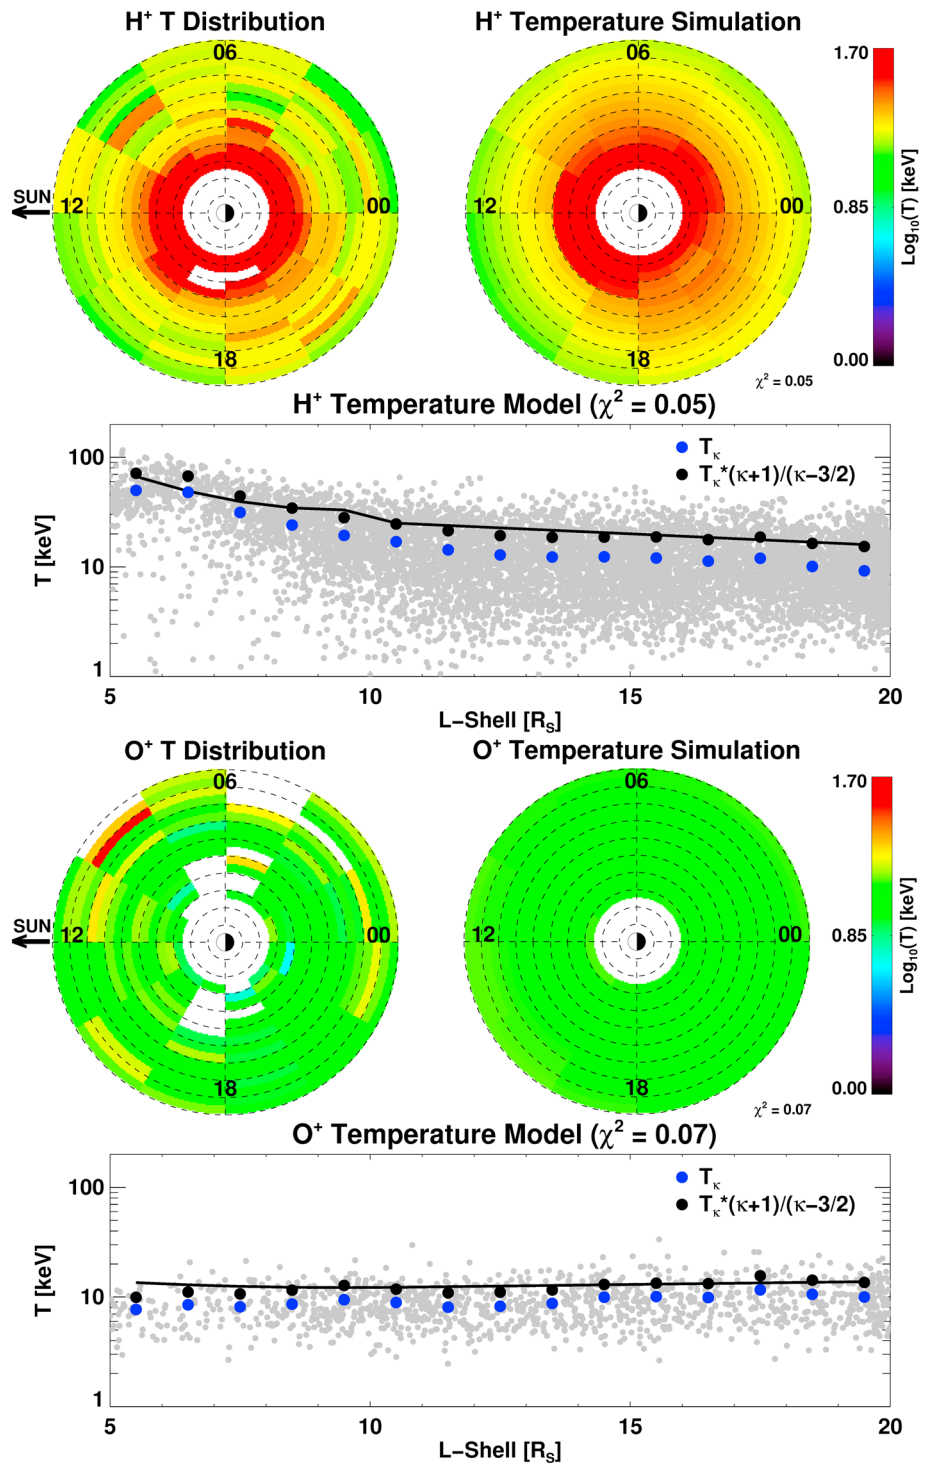 H⁺ T Distribution
H⁺ Temperature Simulation
06
12
00
18
SUN
06
12
00
18
1.70
0.85
0.00
Log₁₀(T) [keV]
χ² = 0.05
H⁺ Temperature Model (χ² = 0.05)
100
10
1
T [keV]
Tκ
Tκ*(κ+1)/(κ−3/2)
5
10
15
20
L−Shell [R_S]
O⁺ T Distribution
O⁺ Temperature Simulation
06
12
00
18
SUN
06
12
00
18
1.70
0.85
0.00
Log₁₀(T) [keV]
χ² = 0.07
O⁺ Temperature Model (χ² = 0.07)
100
10
1
T [keV]
Tκ
Tκ*(κ+1)/(κ−3/2)
5
10
15
20
L−Shell [R_S]